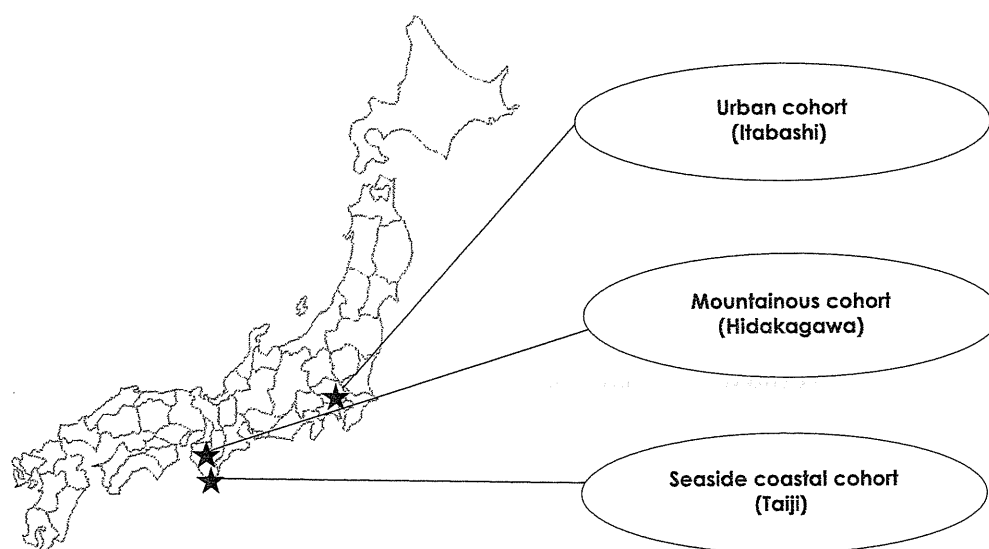 Urban cohort
(Itabashi)
Mountainous cohort
(Hidakagawa)
Seaside coastal cohort
(Taiji)